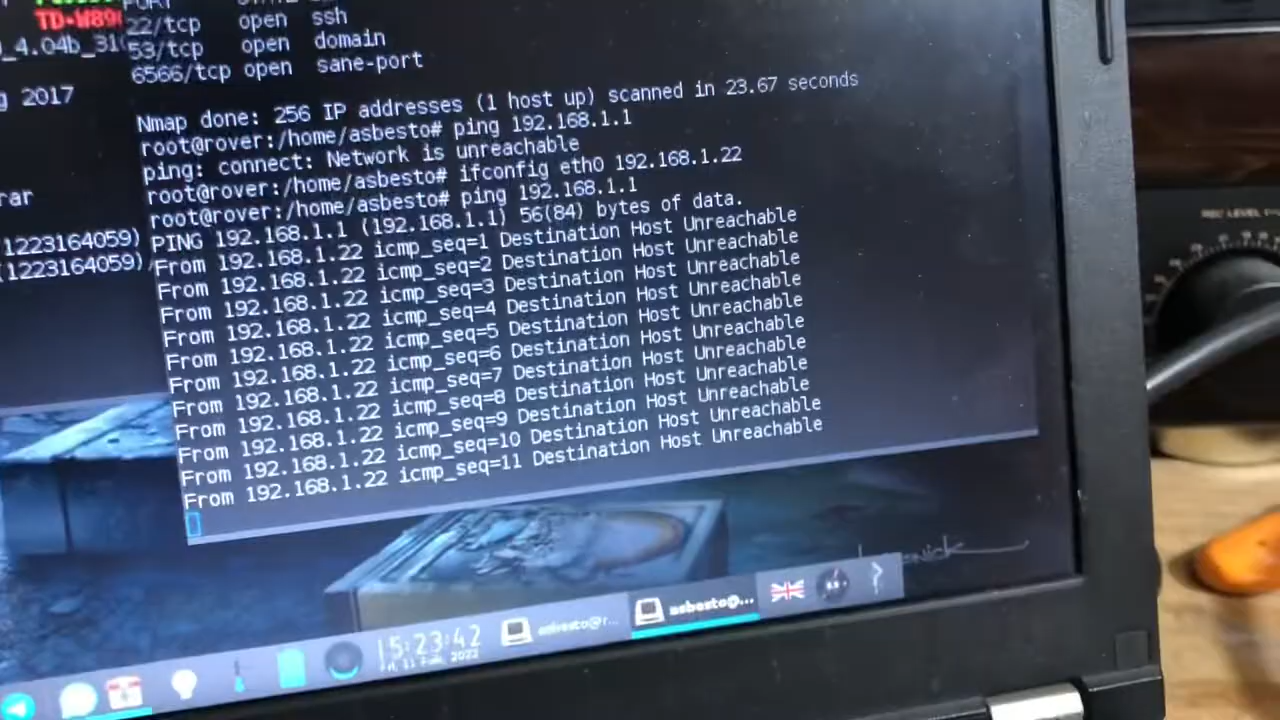 22/tcp open ssh
53/tcp open domain
6566/tcp open sane-port
Nmap done: 256 IP addresses (1 host up) scanned in 23.67 seconds
root@rover:/home/asbesto# ping 192.168.1.1
ping: connect: Network is unreachable
root@rover:/home/asbesto# ifconfig eth0 192.168.1.22
root@rover:/home/asbesto# ping 192.168.1.1
PING 192.168.1.1 (192.168.1.1) 56(84) bytes of data.
From 192.168.1.22 icmp_seq=1 Destination Host Unreachable
From 192.168.1.22 icmp_seq=2 Destination Host Unreachable
From 192.168.1.22 icmp_seq=3 Destination Host Unreachable
From 192.168.1.22 icmp_seq=4 Destination Host Unreachable
From 192.168.1.22 icmp_seq=5 Destination Host Unreachable
From 192.168.1.22 icmp_seq=6 Destination Host Unreachable
From 192.168.1.22 icmp_seq=7 Destination Host Unreachable
From 192.168.1.22 icmp_seq=8 Destination Host Unreachable
From 192.168.1.22 icmp_seq=9 Destination Host Unreachable
From 192.168.1.22 icmp_seq=10 Destination Host Unreachable
From 192.168.1.22 icmp_seq=11 Destination Host Unreachable
_4.04b_31
2017
rar
(1223164059)
(1223164059)
15:23:42
asbesto@...
REC LEVEL